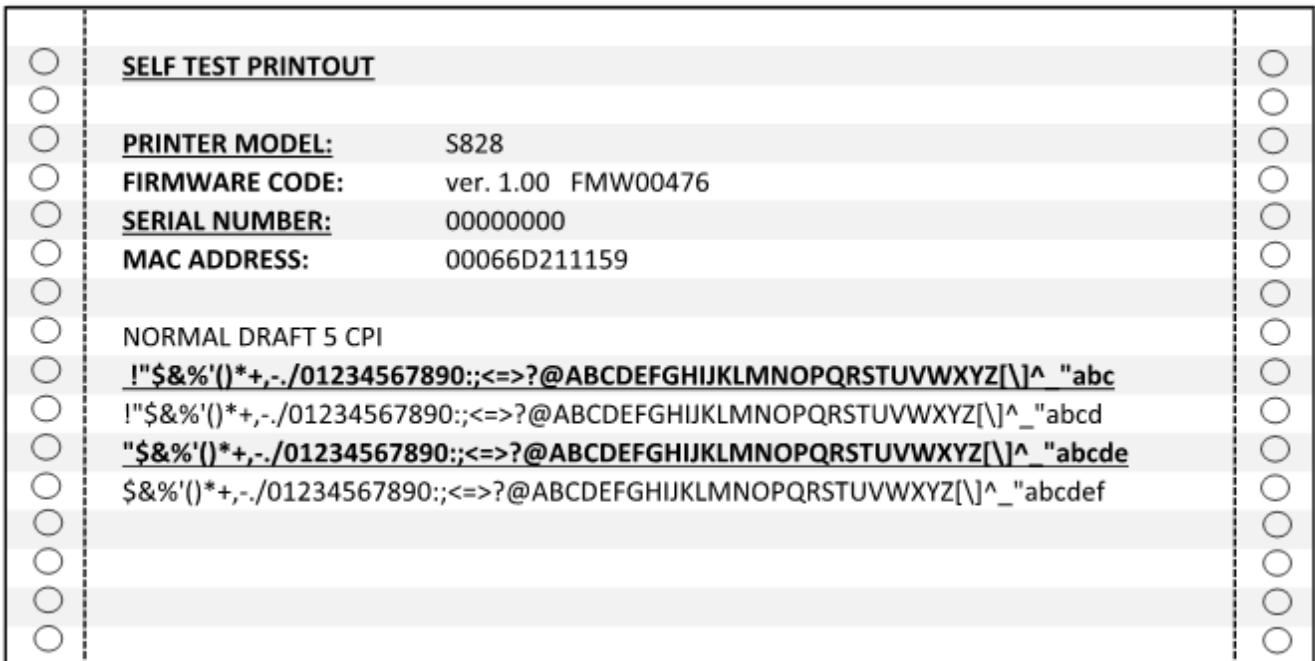 SELF TEST PRINTOUT
PRINTER MODEL: S828
FIRMWARE CODE: ver. 1.00 FMW00476
SERIAL NUMBER: 00000000
MAC ADDRESS: 00066D211159
NORMAL DRAFT 5 CPI
!"$&%'()*+,-./01234567890:;<=>?@ABCDEFGHIJKLMNOPQRSTUVWXYZ[\]^_"abc
!"$&%'()*+,-./01234567890:;<=>?@ABCDEFGHIJKLMNOPQRSTUVWXYZ[\]^_"abcd
"$&%'()*+,-./01234567890:;<=>?@ABCDEFGHIJKLMNOPQRSTUVWXYZ[\]^_"abcde
$&%'()*+,-./01234567890:;<=>?@ABCDEFGHIJKLMNOPQRSTUVWXYZ[\]^_"abcdef